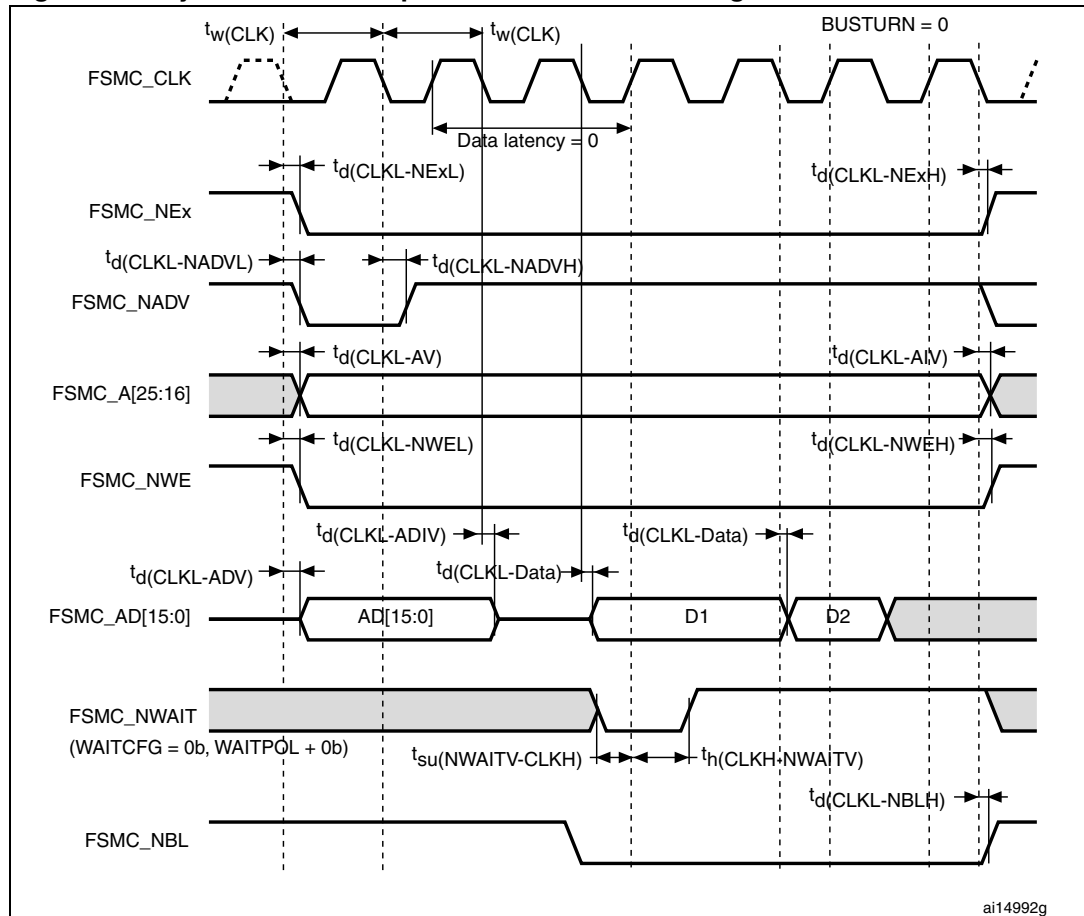 BUSTURN = 0
tw(CLK)
tw(CLK)
FSMC_CLK
Data latency = 0
td(CLKL-NExL)
td(CLKL-NExH)
FSMC_NEx
td(CLKL-NADVL)
td(CLKL-NADVH)
FSMC_NADV
td(CLKL-AV)
td(CLKL-AIV)
FSMC_A[25:16]
td(CLKL-NWEL)
td(CLKL-NWEH)
FSMC_NWE
td(CLKL-ADIV)
td(CLKL-Data)
td(CLKL-ADV)
td(CLKL-Data)
FSMC_AD[15:0]
AD[15:0]
D1
D2
FSMC_NWAIT
(WAITCFG = 0b, WAITPOL + 0b)
tsu(NWAITV-CLKH)
th(CLKH-NWAITV)
td(CLKL-NBLH)
FSMC_NBL
ai14992g